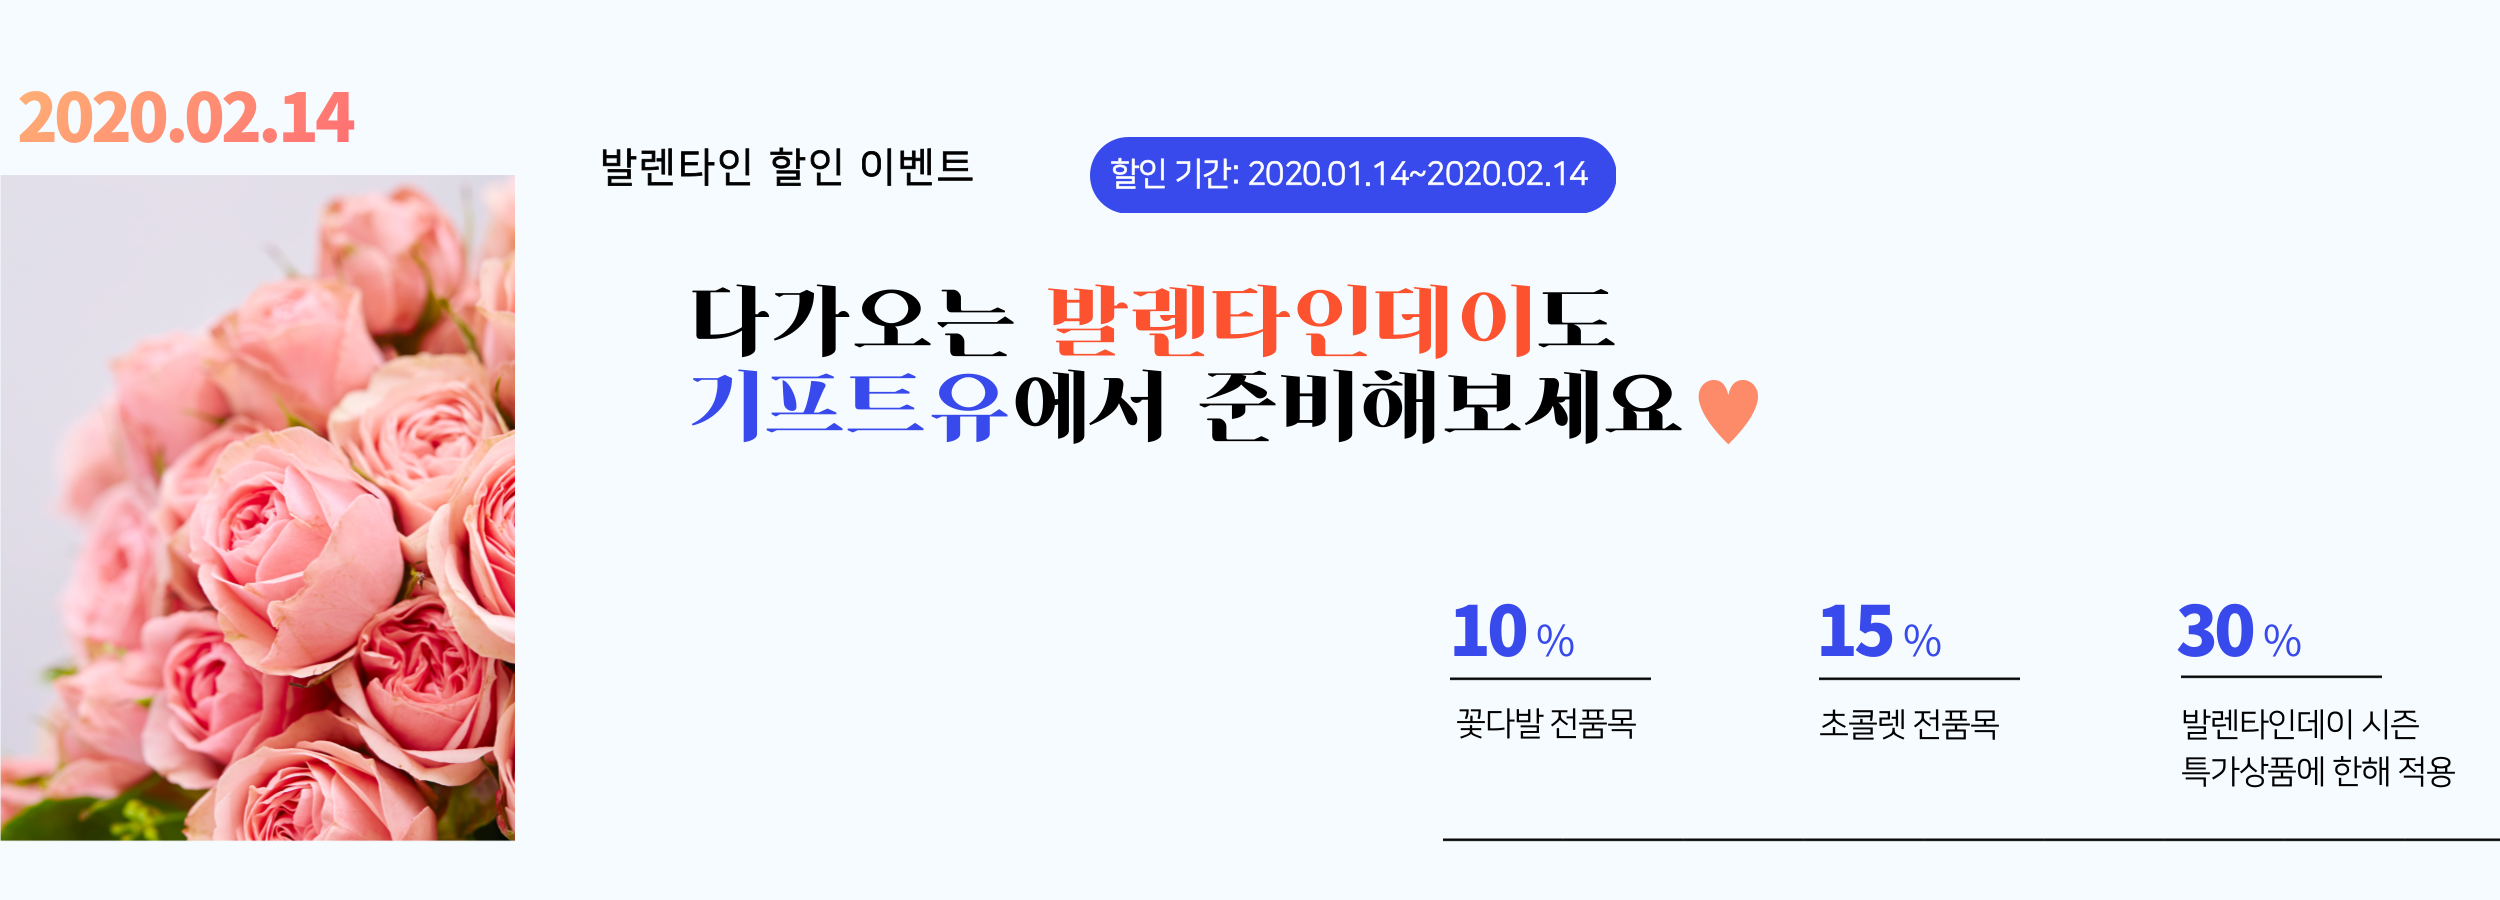 2020.02.14
발렌타인 할인 이벤트
할인 기간: 2020.01.14~2020.02.14
다가오는 발렌타인데이도
기프트유에서 준비해보세요
10 %
꽃다발 전품목
15 %
초콜렛 전품목
30 %
발렌타인데이 시즌
특가상품에 한해 적용